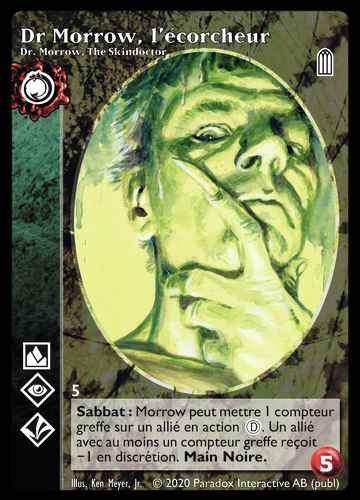 Dr Morrow, l'écorcheur
Dr. Morrow, The Skindoctor
5
Sabbat : Morrow peut mettre 1 compteur
greffe sur un allié en action Ⓓ. Un allié
avec au moins un compteur greffe reçoit
−1 en discrétion. Main Noire.
5
Illus. Ken Meyer, Jr. © 2020 Paradox Interactive AB (publ)